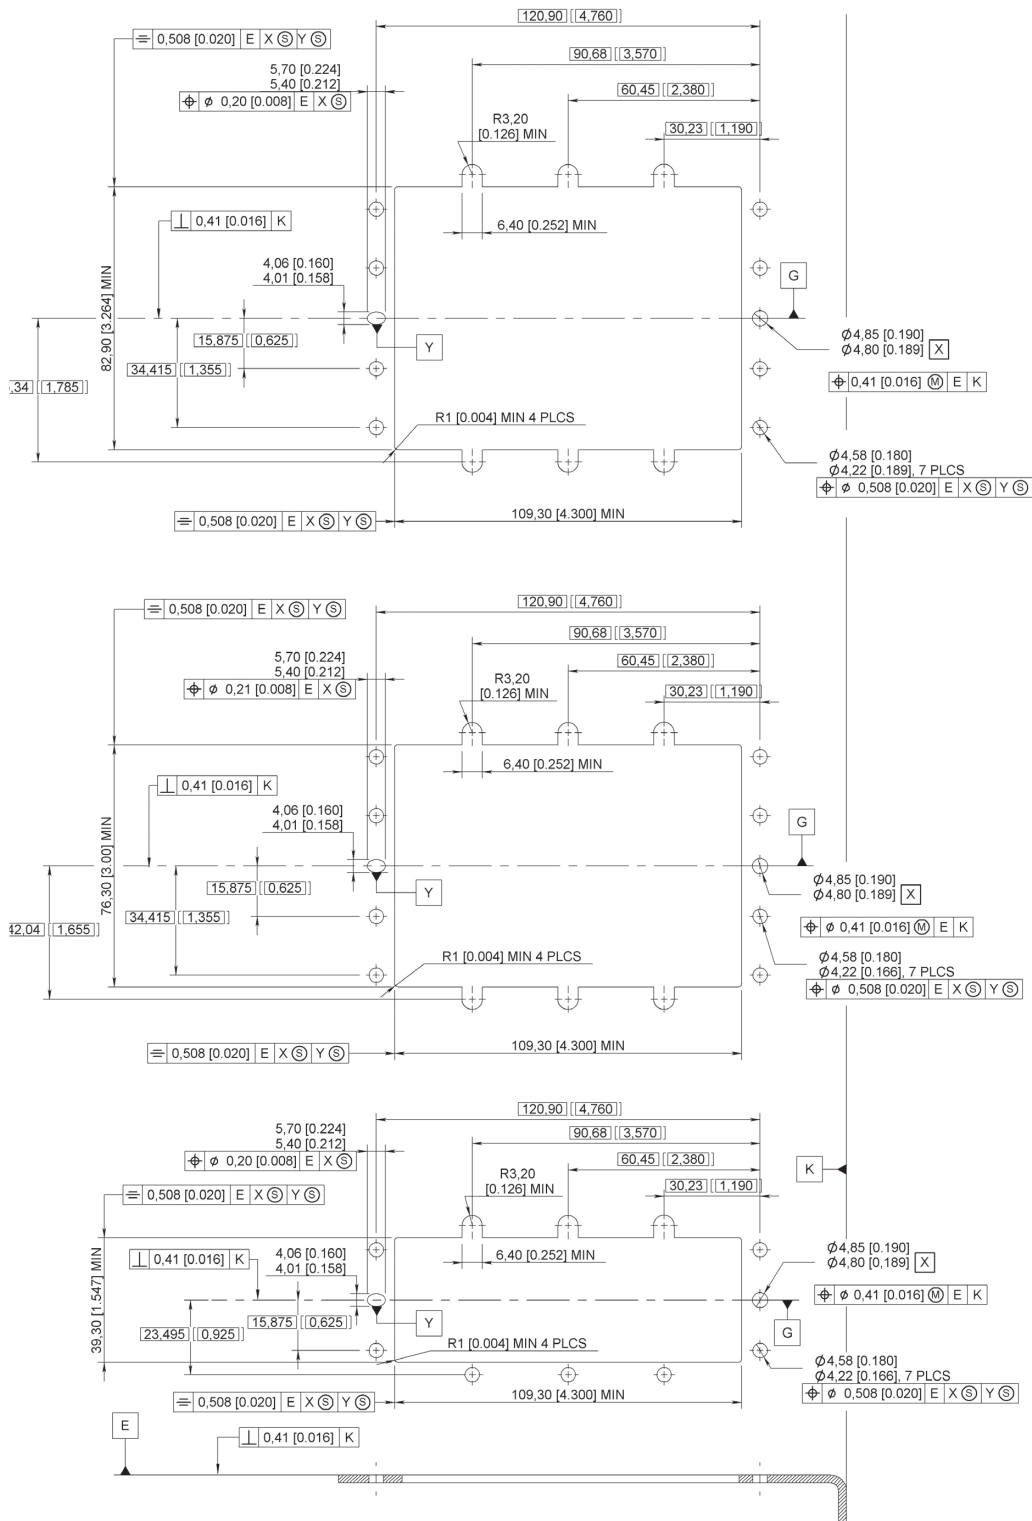 120,90 [4,760]
0,508 [0.020] E X Ⓢ Y Ⓢ
90,68 [3,570]
5,70 [0.224]
5,40 [0.212]
⌀ 0,20 [0.008] E X Ⓢ
60,45 [2,380]
R3,20
[0.126] MIN
30,23 [1,190]
⊥ 0,41 [0.016] K
6,40 [0.252] MIN
4,06 [0.160]
4,01 [0.158]
G
82,90 [3.264] MIN
15,875 [0,625]
Y
⌀4,85 [0.190]
⌀4,80 [0.189] X
34,415 [1,355]
,34 [1,785]
0,41 [0.016] Ⓜ E K
R1 [0.004] MIN 4 PLCS
⌀4,58 [0.180]
⌀4,22 [0.189], 7 PLCS
⌀ 0,508 [0.020] E X Ⓢ Y Ⓢ
109,30 [4.300] MIN
0,508 [0.020] E X Ⓢ Y Ⓢ
120,90 [4,760]
0,508 [0.020] E X Ⓢ Y Ⓢ
90,68 [3,570]
5,70 [0.224]
5,40 [0.212]
⌀ 0,21 [0.008] E X Ⓢ
60,45 [2,380]
R3,20
[0.126] MIN
30,23 [1,190]
6,40 [0.252] MIN
⊥ 0,41 [0.016] K
4,06 [0.160]
4,01 [0.158]
G
76,30 [3.00] MIN
15,875 [0,625]
Y
⌀4,85 [0.190]
⌀4,80 [0.189] X
34,415 [1,355]
42,04 [1,655]
⌀ 0,41 [0.016] Ⓜ E K
R1 [0.004] MIN 4 PLCS
⌀4,58 [0.180]
⌀4,22 [0.166], 7 PLCS
⌀ 0,508 [0.020] E X Ⓢ Y Ⓢ
109,30 [4.300] MIN
0,508 [0.020] E X Ⓢ Y Ⓢ
120,90 [4,760]
5,70 [0.224]
5,40 [0.212]
90,68 [3,570]
⌀ 0,20 [0.008] E X Ⓢ
60,45 [2,380]
K
R3,20
[0.126] MIN
30,23 [1,190]
0,508 [0.020] E X Ⓢ Y Ⓢ
⊥ 0,41 [0.016] K
4,06 [0.160]
4,01 [0.158]
6,40 [0.252] MIN
⌀4,85 [0.190]
⌀4,80 [0,189] X
39,30 [1.547] MIN
⌀ 0,41 [0.016] Ⓜ E K
15,875 [0,625]
Y
G
23,495 [0,925]
R1 [0.004] MIN 4 PLCS
⌀4,58 [0.180]
⌀4,22 [0.166], 7 PLCS
⌀ 0,508 [0.020] E X Ⓢ Y Ⓢ
109,30 [4.300] MIN
0,508 [0.020] E X Ⓢ Y Ⓢ
E
⊥ 0,41 [0.016] K